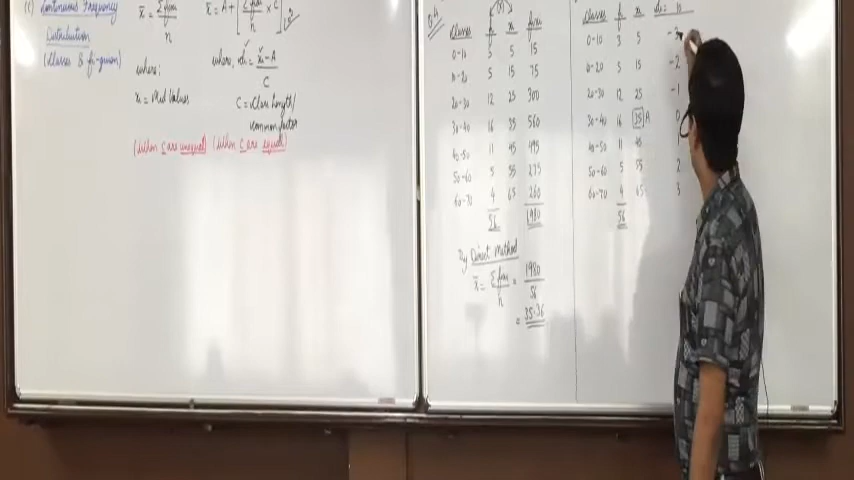 (c) Continuous Frequency
Distribution
(Classes & fi-given)
x̄ = Σfixi / n
where:
xi = Mid Values
(When C are unequal)
x̄ = A + [Σfidi / n × C]
where, di = xi-A / C
C = Class Length/
common factor
(When C are equal)
Classes f x fixi
0-10 3 5 15
10-20 5 15 75
20-30 12 25 300
30-40 16 35 560
40-50 11 45 495
50-60 5 55 275
60-70 4 65 260
56 1980
By Direct Method
x̄ = Σfixi / n = 1980 / 56
= 35.36
Classes f x
0-10 3 5 -3
10-20 5 15 -2
20-30 12 25 -1
30-40 16 35 A 0
40-50 11 45 1
50-60 5 55 2
60-70 4 65 3
56